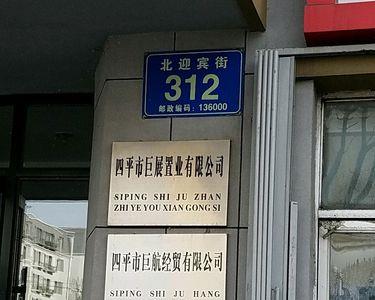 北迎宾街
312
邮政编码：136000
四平市巨展置业有限公司
SIPING SHI JU ZHAN
ZHI YE YOU XIAN GONG SI
四平市巨航经贸有限公司
SIPING SHI JU HANG